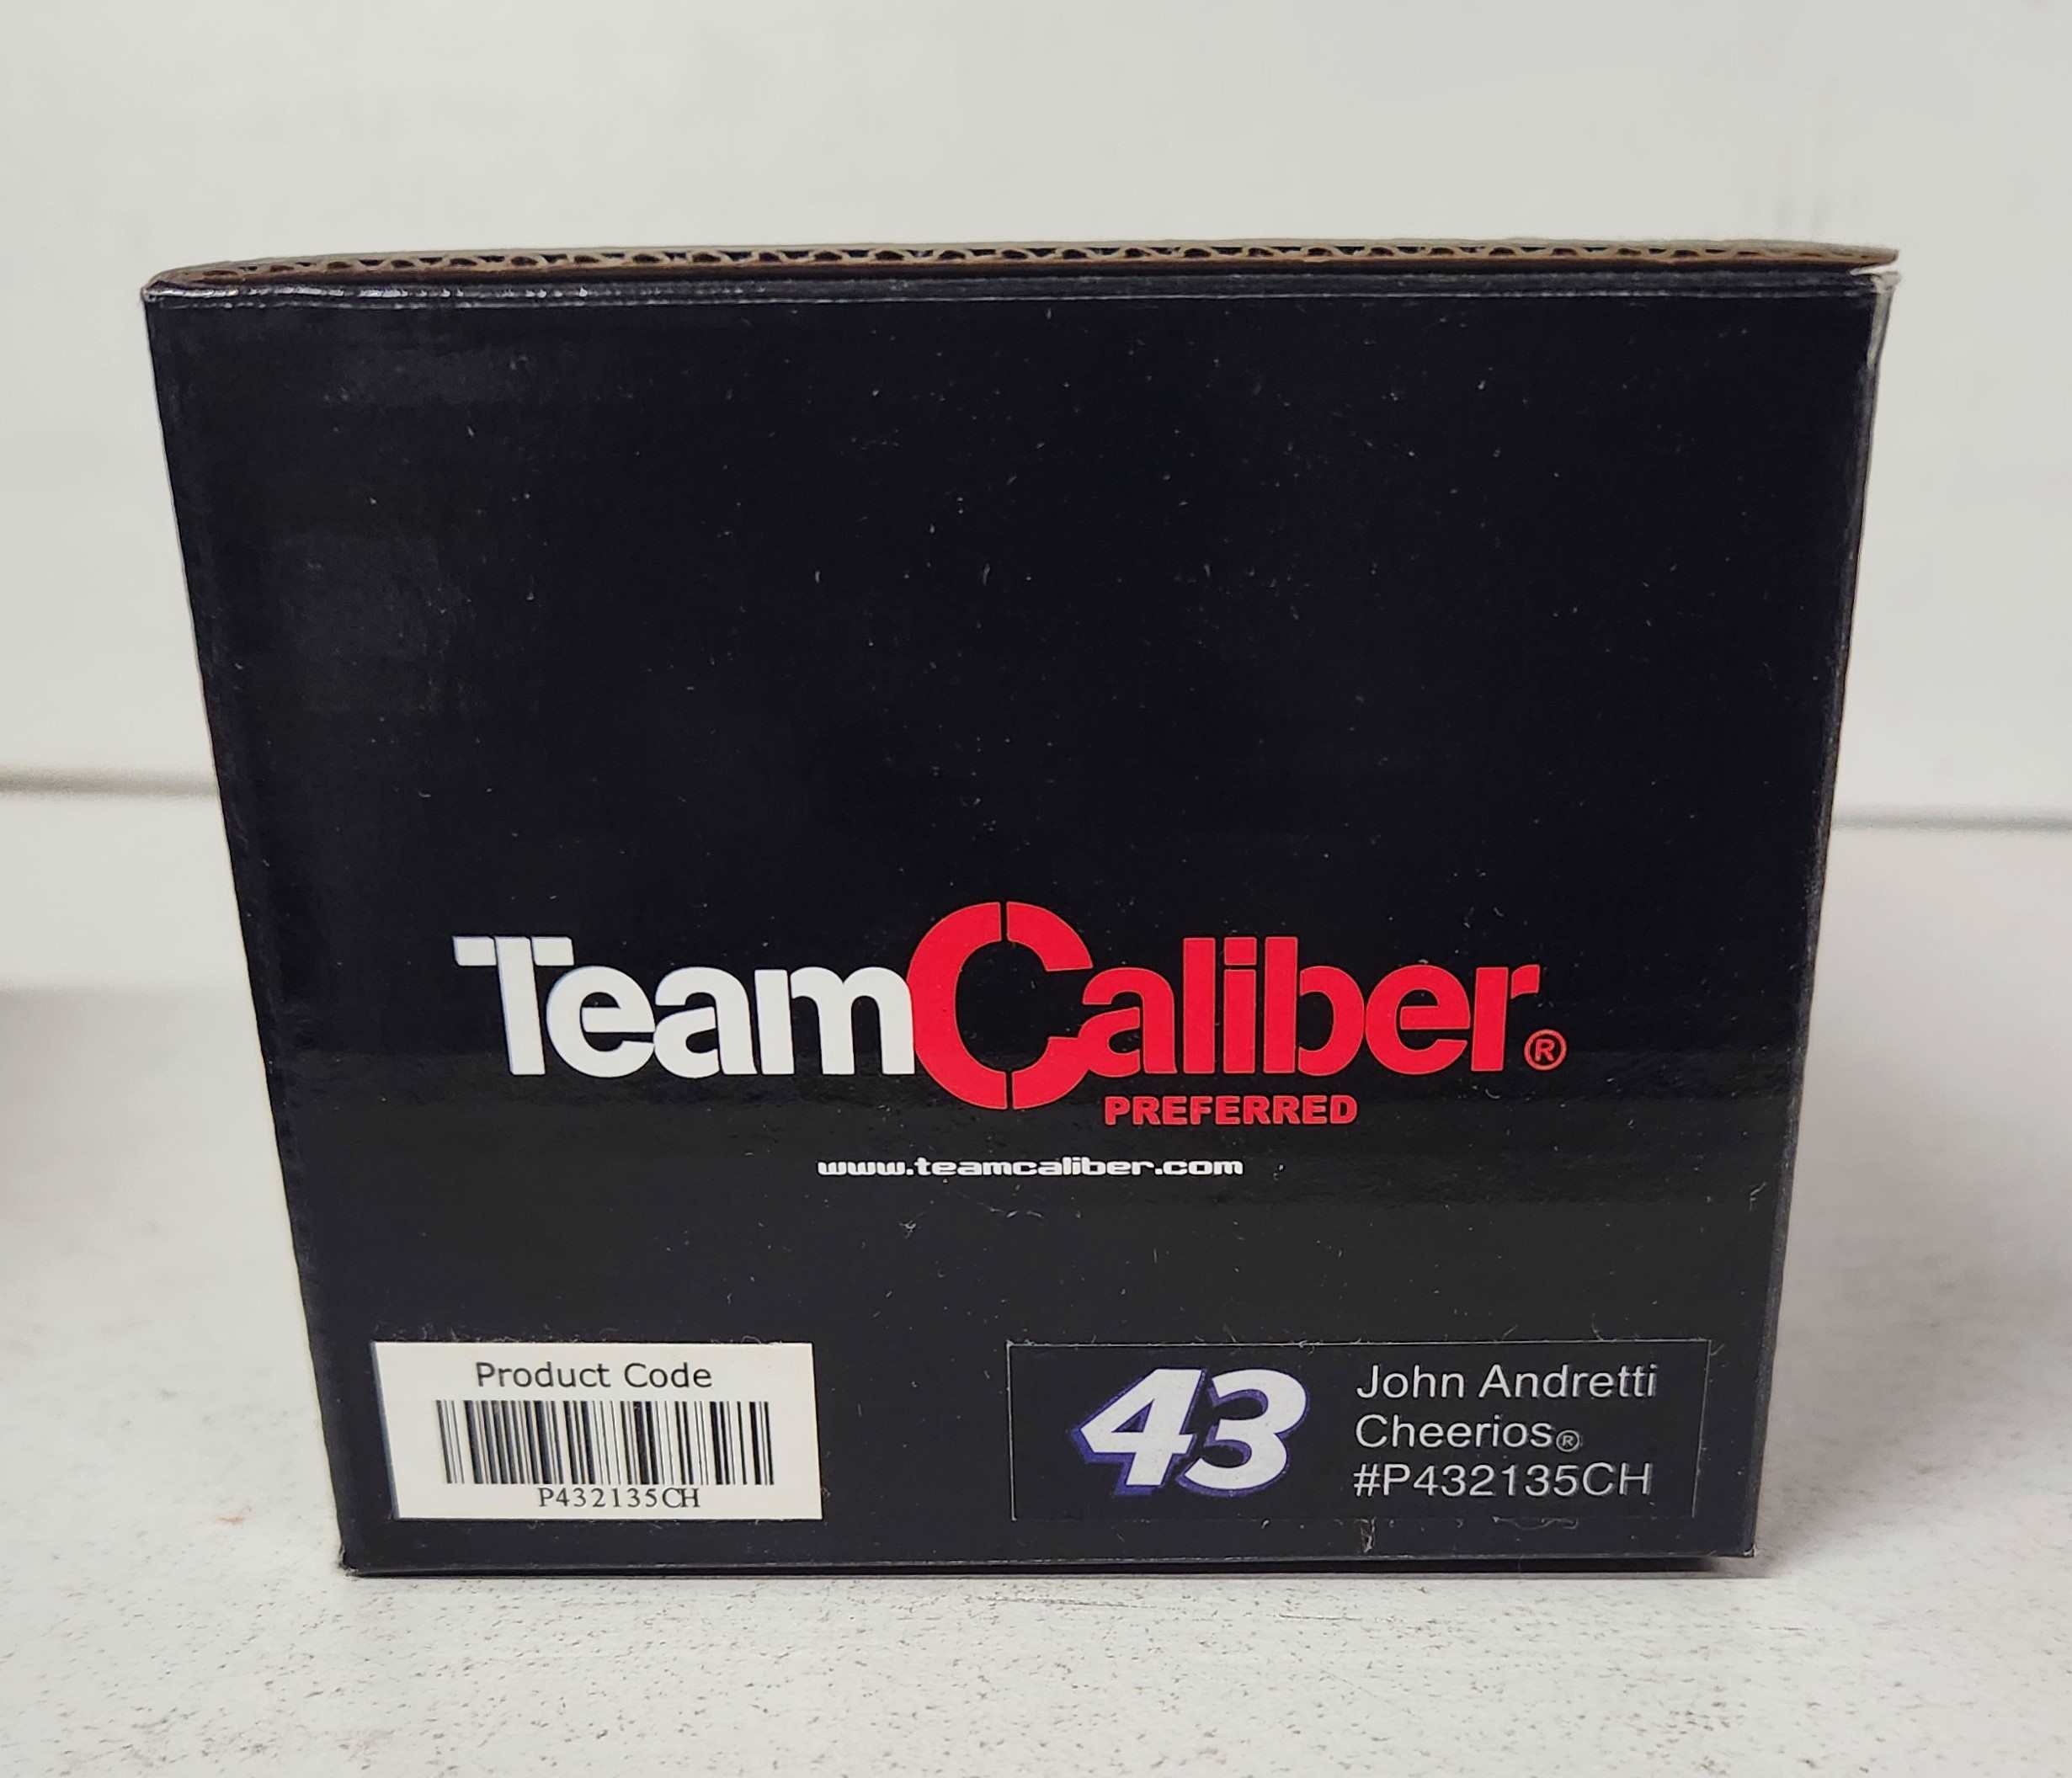 TeamCaliber®
PREFERRED
www.teamcaliber.com
Product Code
P432135CH
43
John Andretti
Cheerios®
#P432135CH